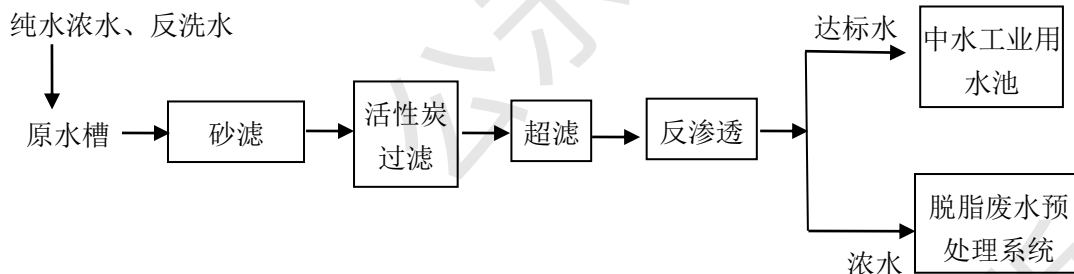 纯水浓水、反洗水
原水槽
砂滤
活性炭
过滤
超滤
反渗透
达标水
中水工业用
水池
浓水
脱脂废水预
处理系统